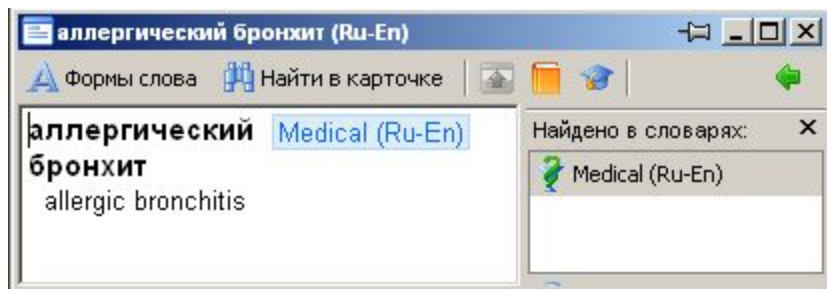 аллергический бронхит (Ru-En)
Формы слова Найти в карточке
аллергический Medical (Ru-En)
бронхит
allergic bronchitis
Найдено в словарях:
Medical (Ru-En)